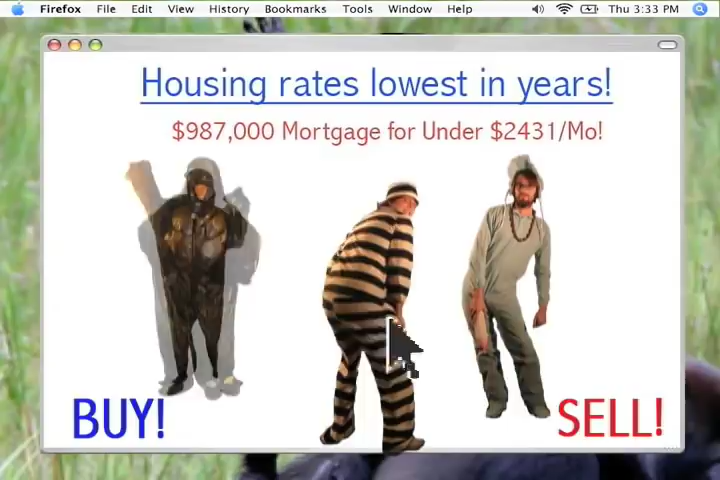 Firefox File Edit View History Bookmarks Tools Window Help Thu 3:33 PM
Housing rates lowest in years!
$987,000 Mortgage for Under $2431/Mo!
BUY! SELL!